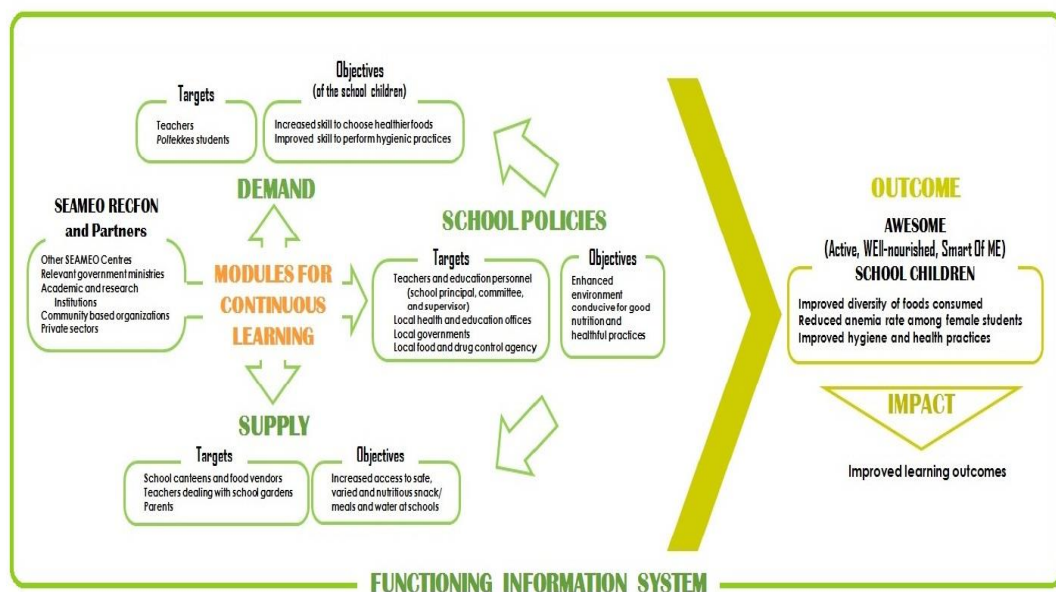 Targets
Teachers
Poltekkes students
Objectives
(of the school children)
Increased skill to choose healthierfoods
Improved skill to perform hygienic practices
DEMAND
SEAMEO RECFON
and Partners
Other SEAMEO Centres
Relevant government ministries
Academic and research
Institutions
Community based organizations
Private sectors
MODULES FOR
CONTINUOUS
LEARNING
SCHOOL POLICIES
Targets
Teachers and education personnel
(school principal, committee,
and supervisor)
Local health and education offices
Local governments
Local food and drug control agency
Objectives
Enhanced
environment
conducive for good
nutrition and
healthful practices
SUPPLY
Targets
School canteens and food vendors
Teachers dealing with school gardens
Parents
Objectives
Increased access to safe,
varied and nutritious snack/
meals and water at schools
OUTCOME
AWESOME
(Active, WEll-nourished, Smart Of ME)
SCHOOL CHILDREN
Improved diversity of foods consumed
Reduced anemia rate among female students
Improved hygiene and health practices
IMPACT
Improved learning outcomes
FUNCTIONING INFORMATION SYSTEM